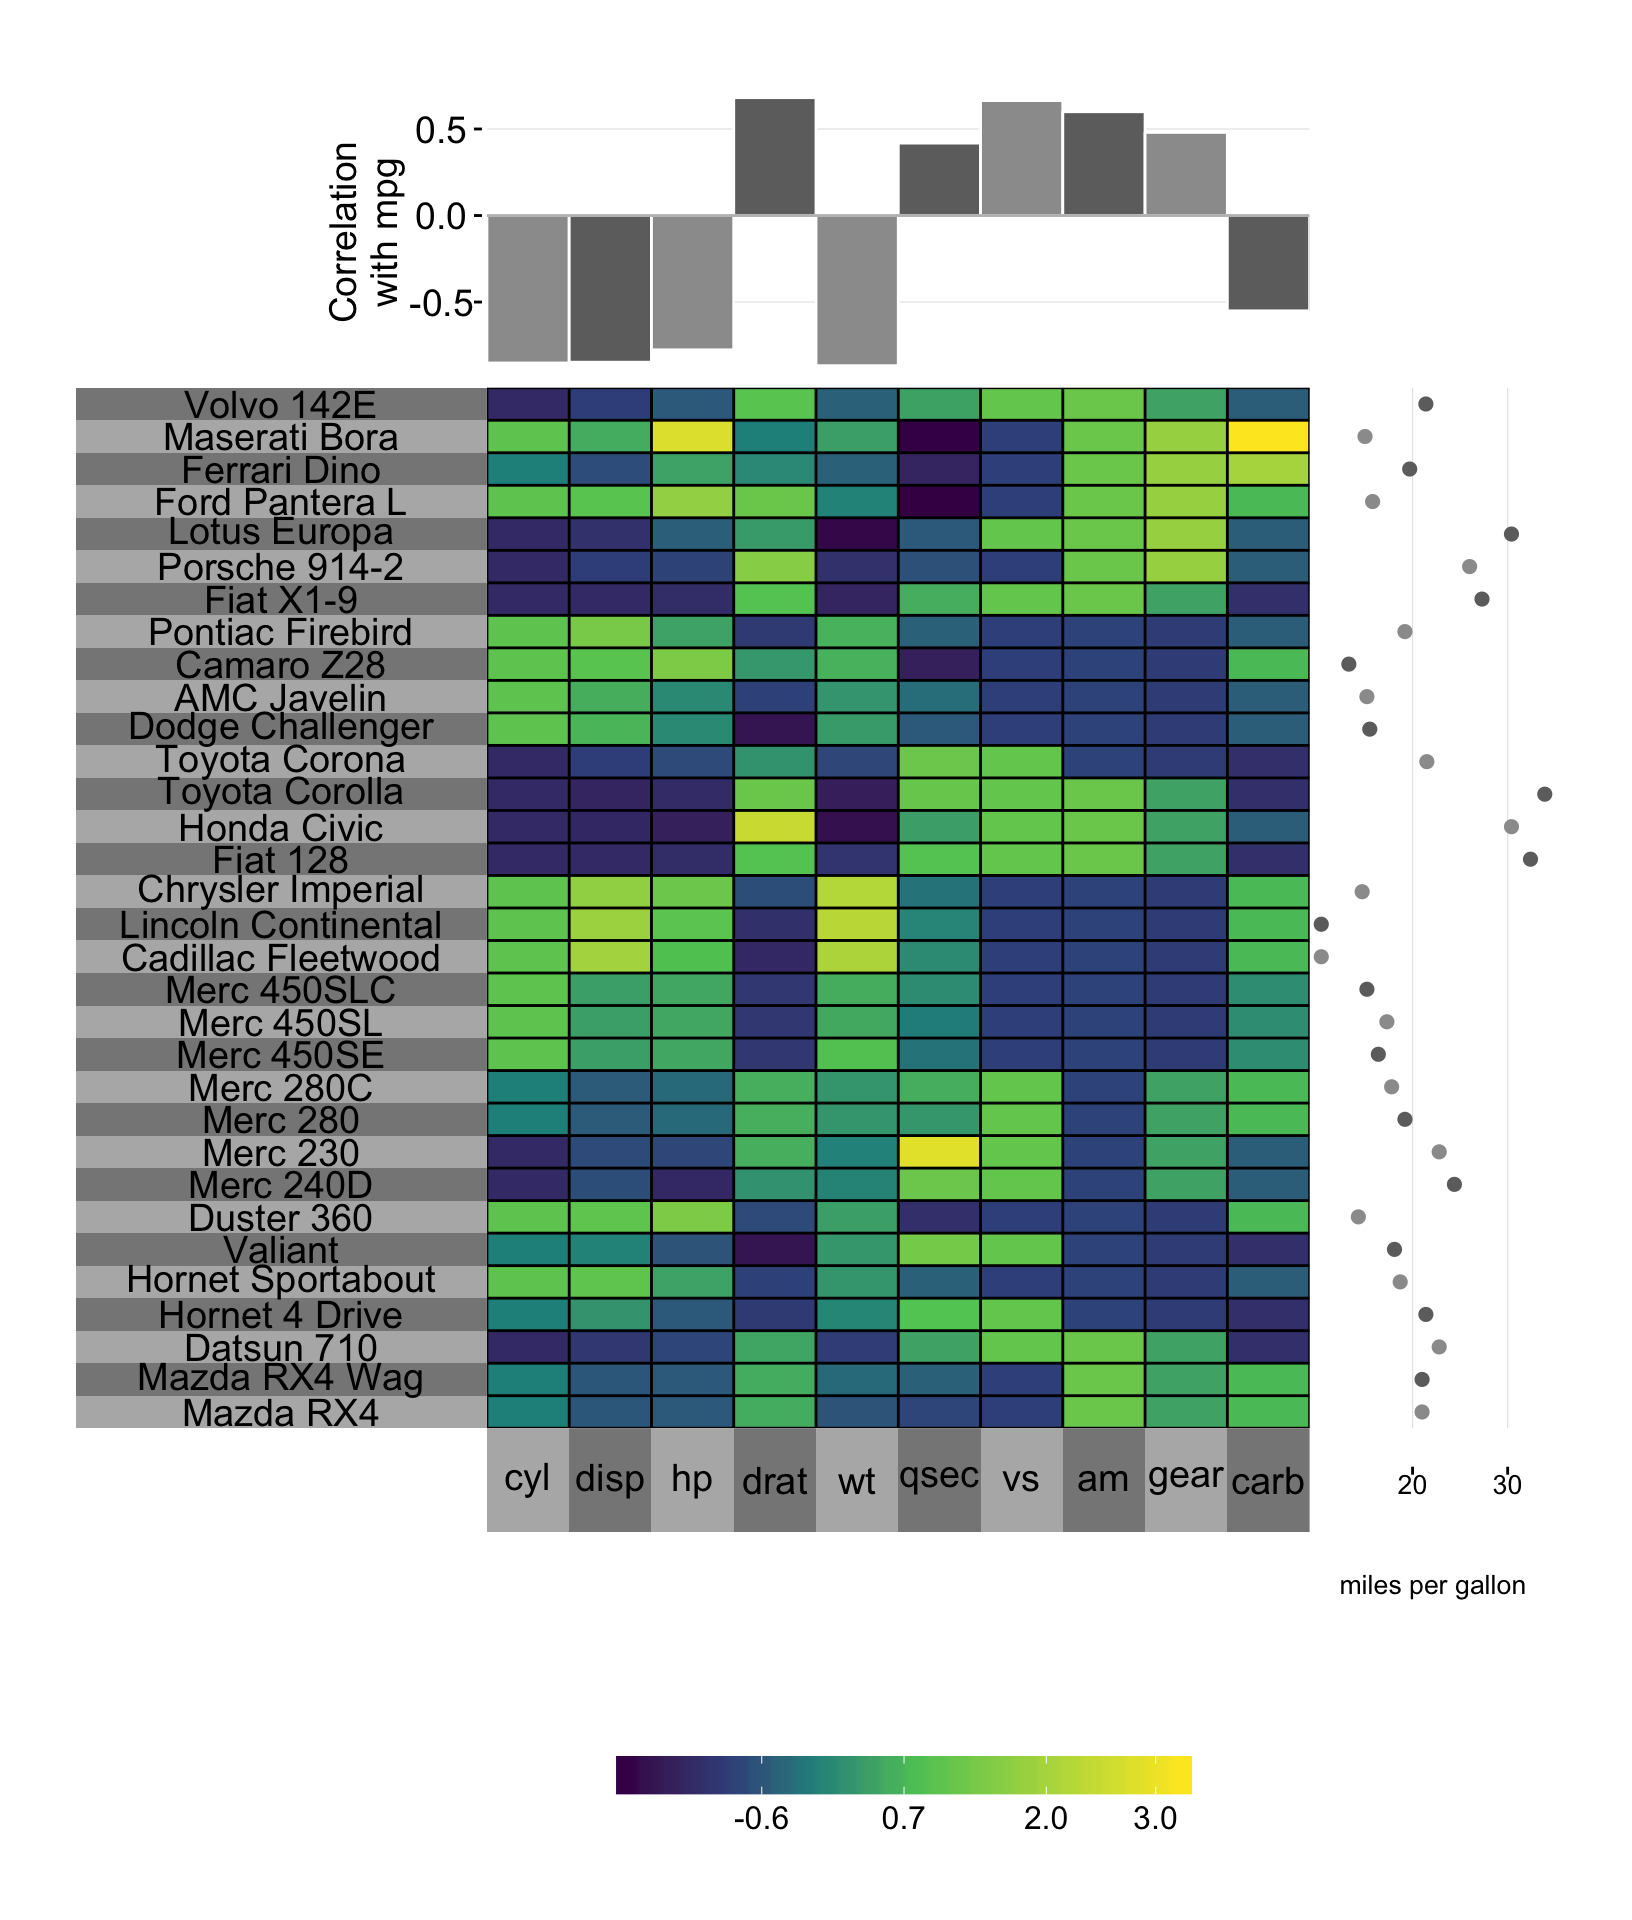 Correlation
with mpg
0.5
0.0
-0.5
Volvo 142E
Maserati Bora
Ferrari Dino
Ford Pantera L
Lotus Europa
Porsche 914-2
Fiat X1-9
Pontiac Firebird
Camaro Z28
AMC Javelin
Dodge Challenger
Toyota Corona
Toyota Corolla
Honda Civic
Fiat 128
Chrysler Imperial
Lincoln Continental
Cadillac Fleetwood
Merc 450SLC
Merc 450SL
Merc 450SE
Merc 280C
Merc 280
Merc 230
Merc 240D
Duster 360
Valiant
Hornet Sportabout
Hornet 4 Drive
Datsun 710
Mazda RX4 Wag
Mazda RX4
cyl disp hp drat wt qsec vs am gear carb
20 30
miles per gallon
-0.6 0.7 2.0 3.0